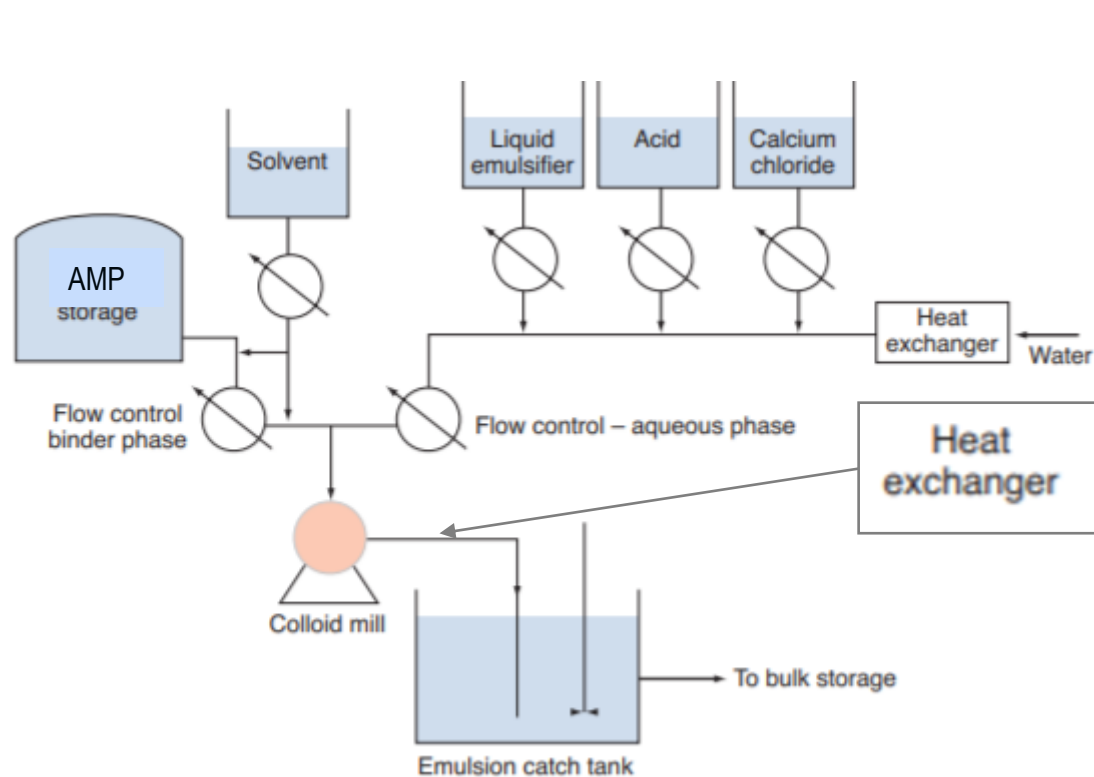 Solvent
Liquid
emulsifier
Acid
Calcium
chloride
AMP
storage
Heat
exchanger
Water
Flow control
binder phase
Flow control – aqueous phase
Heat
exchanger
Colloid mill
To bulk storage
Emulsion catch tank